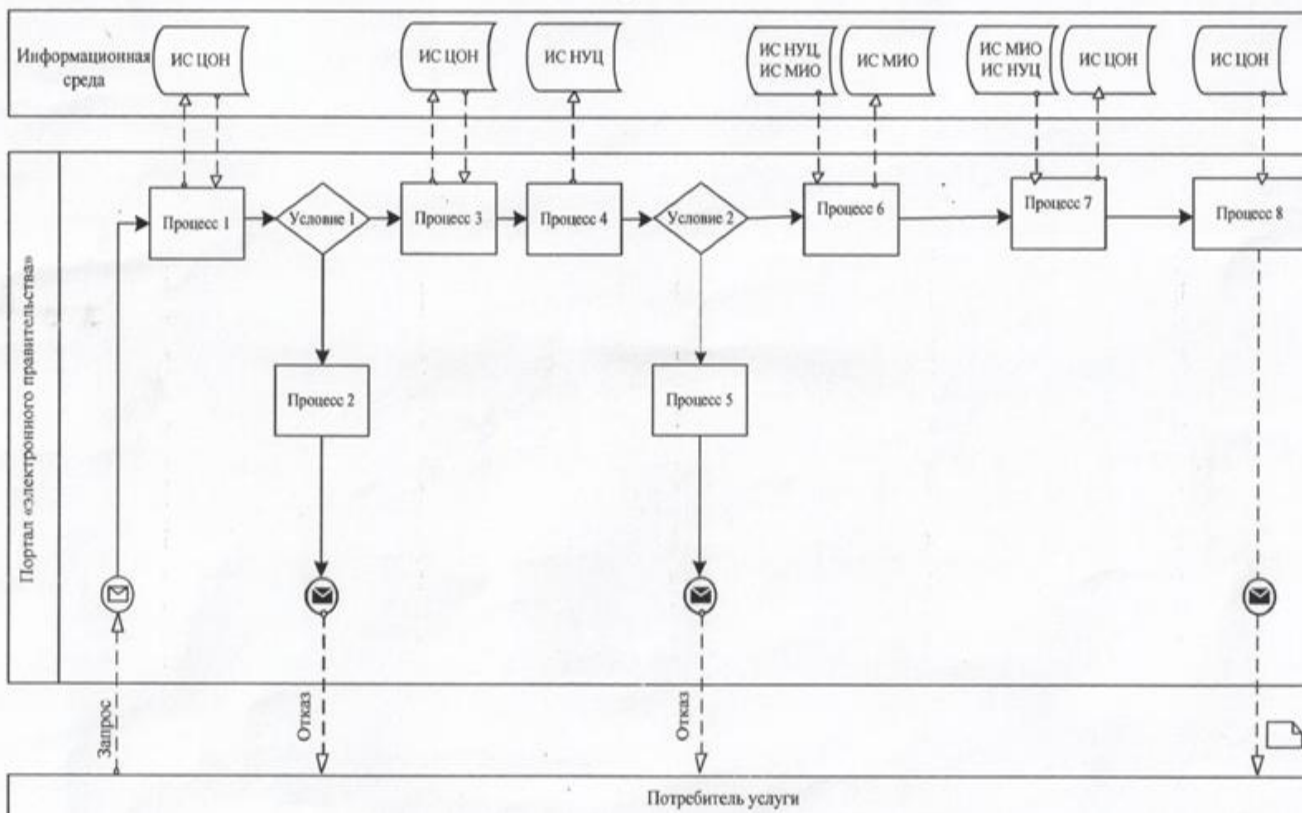 Информационная
среда
ИС ЦОН
ИС ЦОН
ИС НУЦ
ИС НУЦ,
ИС МИО
ИС МИО
ИС МИО
ИС НУЦ
ИС ЦОН
ИС ЦОН
Портал «электронного правительства»
Процесс 1
Условие 1
Процесс 3
Процесс 4
Условие 2
Процесс 6
Процесс 7
Процесс 8
Процесс 2
Процесс 5
Запрос
Отказ
Отказ
Потребитель услуги